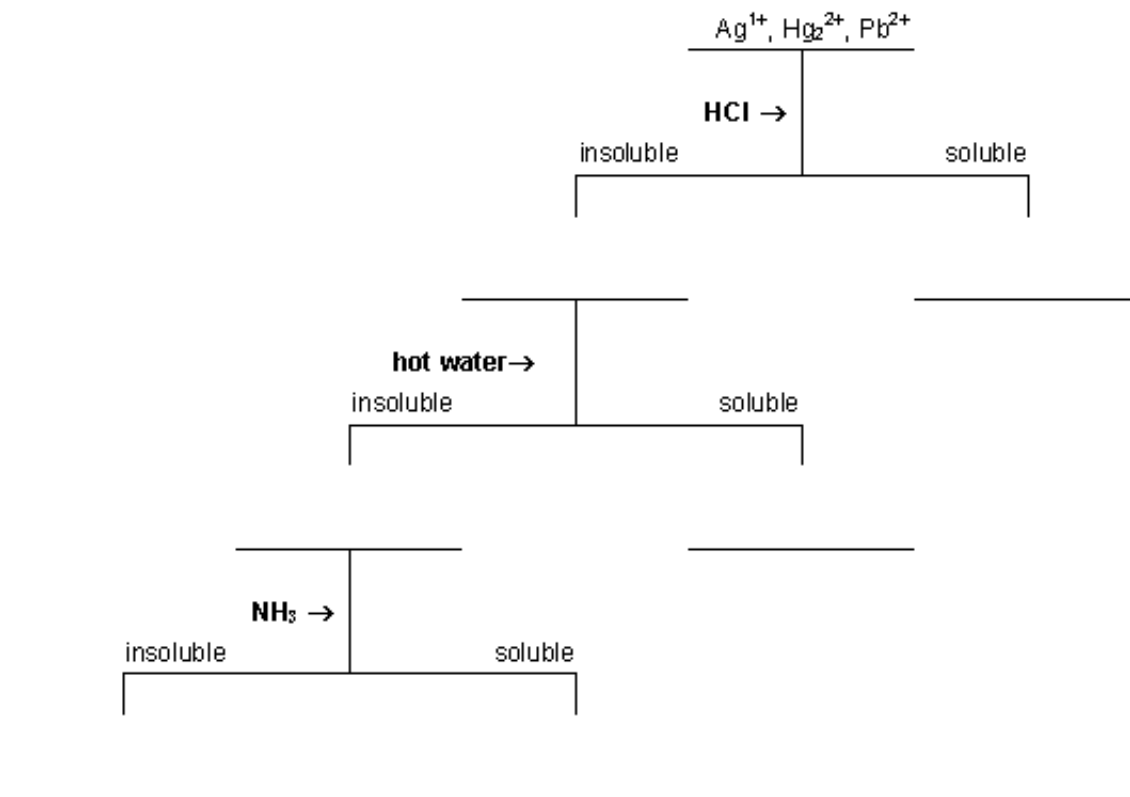 Ag¹⁺, Hg₂²⁺, Pb²⁺
HCl →
insoluble soluble
hot water→
insoluble soluble
NH₃ →
insoluble soluble